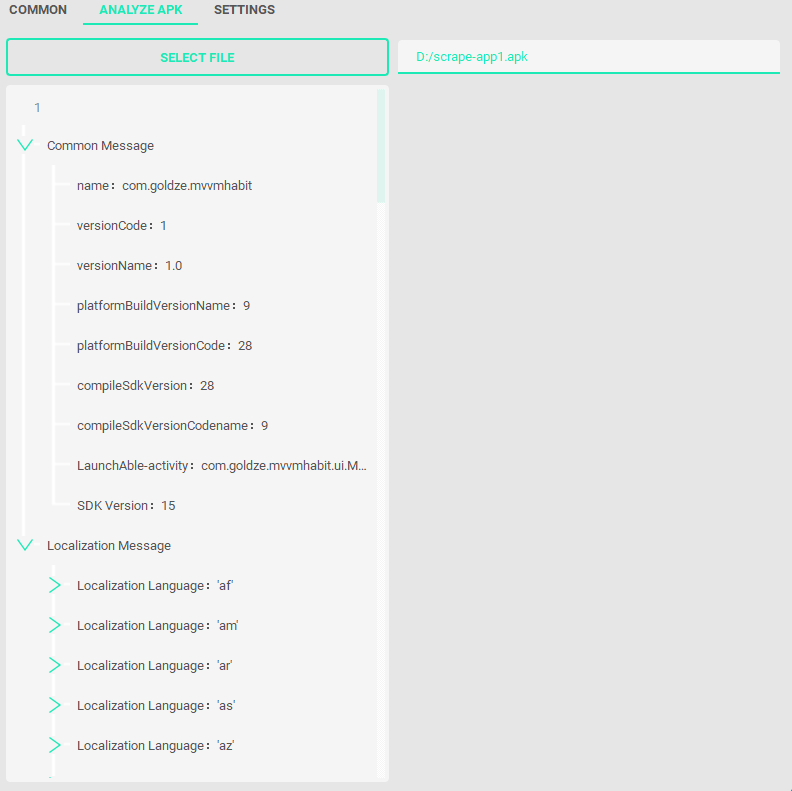 COMMON ANALYZE APK SETTINGS
SELECT FILE D:/scrape-app1.apk
1
Common Message
name：com.goldze.mvvmhabit
versionCode：1
versionName：1.0
platformBuildVersionName：9
platformBuildVersionCode：28
compileSdkVersion：28
compileSdkVersionCodename：9
LaunchAble-activity：com.goldze.mvvmhabit.ui.M...
SDK Version：15
Localization Message
Localization Language：'af'
Localization Language：'am'
Localization Language：'ar'
Localization Language：'as'
Localization Language：'az'